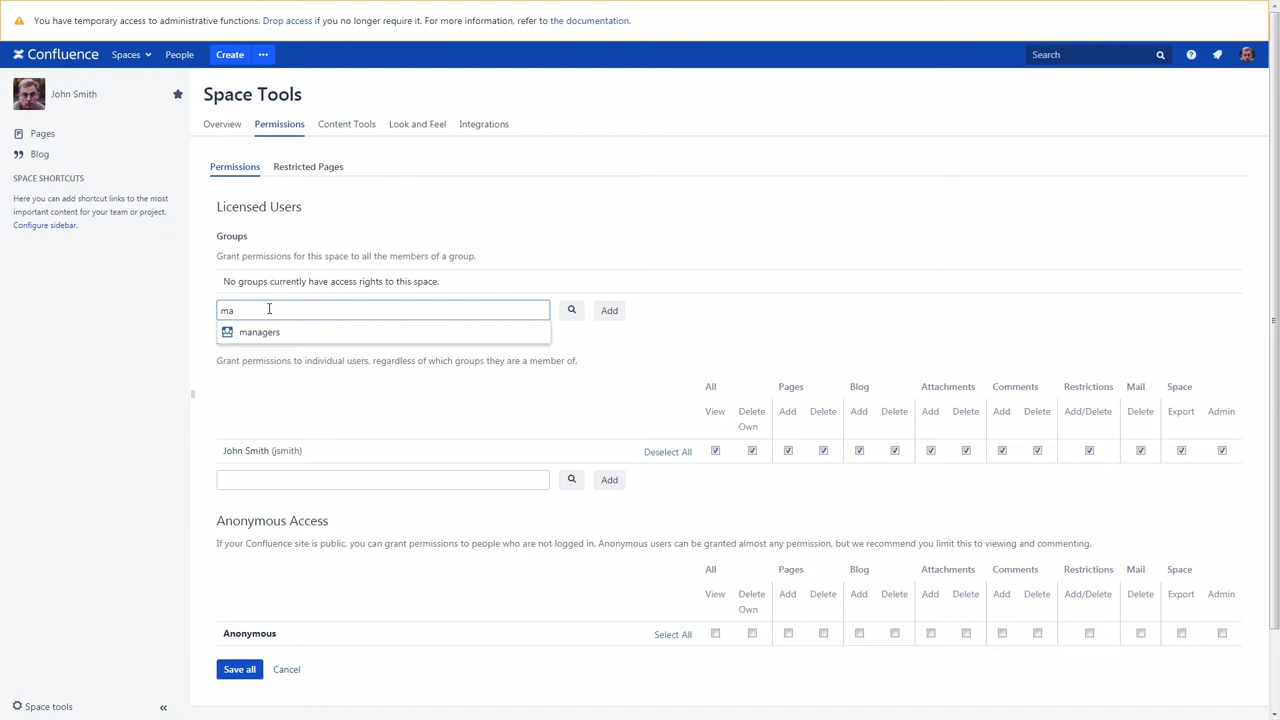 You have temporary access to administrative functions. Drop access if you no longer require it. For more information, refer to the documentation.
Confluence Spaces People Create Search
John Smith
Pages
Blog
SPACE SHORTCUTS
Here you can add shortcut links to the most
important content for your team or project.
Configure sidebar.
Space tools
Space Tools
Overview Permissions Content Tools Look and Feel Integrations
Permissions Restricted Pages
Licensed Users
Groups
Grant permissions for this space to all the members of a group.
No groups currently have access rights to this space.
ma Add
managers
Grant permissions to individual users, regardless of which groups they are a member of.
All Pages Blog Attachments Comments Restrictions Mail Space
View Delete Add Delete Add Delete Add Delete Add Delete Add/Delete Delete Export Admin
Own
John Smith (jsmith) Deselect All
Add
Anonymous Access
If your Confluence site is public, you can grant permissions to people who are not logged in. Anonymous users can be granted almost any permission, but we recommend you limit this to viewing and commenting.
All Pages Blog Attachments Comments Restrictions Mail Space
View Delete Add Delete Add Delete Add Delete Add Delete Add/Delete Delete Export Admin
Own
Anonymous Select All
Save all Cancel